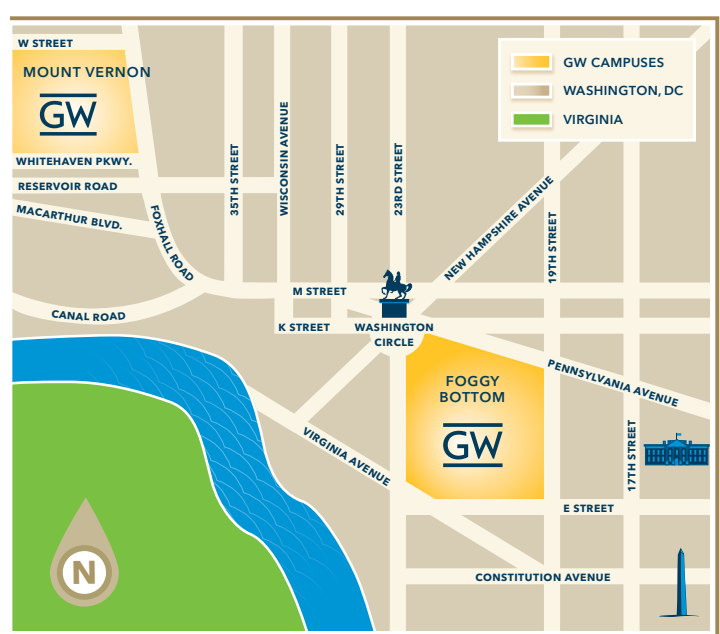 W STREET
MOUNT VERNON
GW
WHITEHAVEN PKWY.
RESERVOIR ROAD
MACARTHUR BLVD.
FOXHALL ROAD
CANAL ROAD
35TH STREET
WISCONSIN AVENUE
29TH STREET
23RD STREET
NEW HAMPSHIRE AVENUE
19TH STREET
GW CAMPUSES
WASHINGTON, DC
VIRGINIA
M STREET
K STREET
WASHINGTON
CIRCLE
FOGGY
BOTTOM
GW
PENNSYLVANIA AVENUE
VIRGINIA AVENUE
17TH STREET
E STREET
CONSTITUTION AVENUE
N